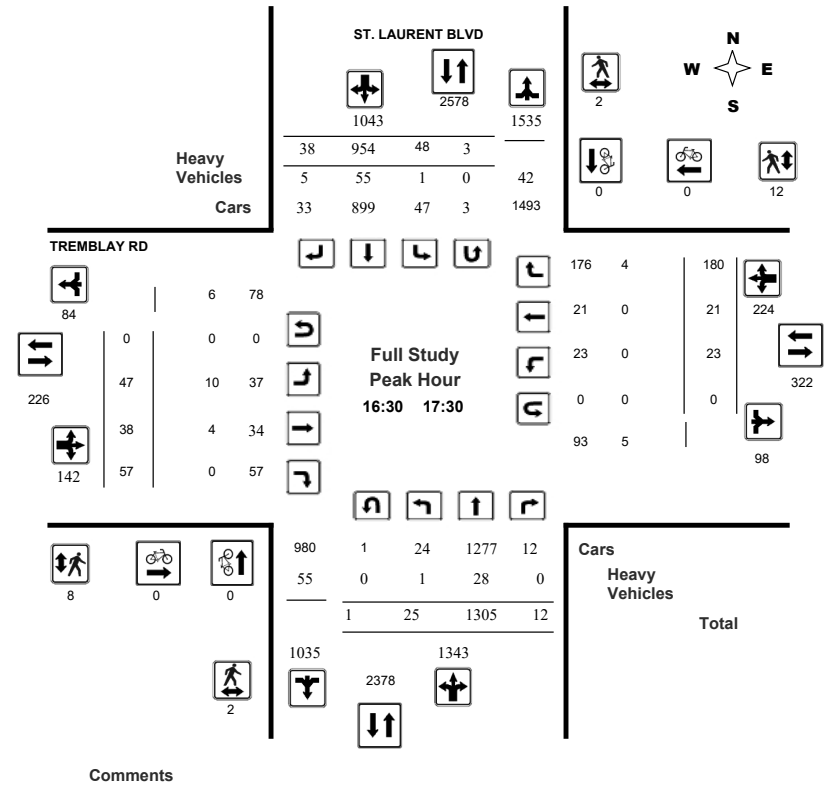 ST. LAURENT BLVD
N
W E
S
2578
2
1043 1535
38 954 48 3
Heavy
Vehicles
5 55 1 0 42
Cars
33 899 47 3 1493
0 0 12
TREMBLAY RD
84
6 78
0 0 0
226
47 10 37
38 4 34
142
57 0 57
Full Study
Peak Hour
16:30 17:30
176 4 180
21 0 21 224
23 0 23
322
0 0 0
93 5
98
980 1 24 1277 12
Cars
55 0 1 28 0
Heavy
Vehicles
1 25 1305 12
Total
8 0 0
1035 1343
2378
2
Comments